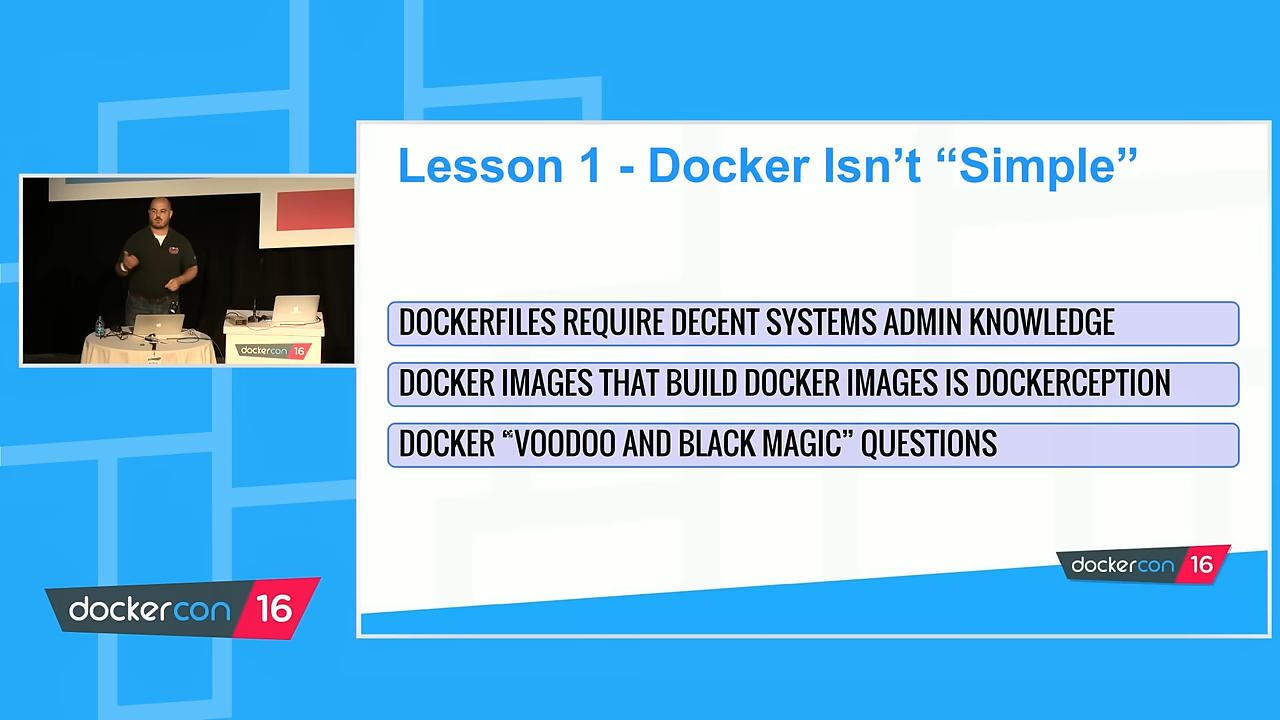 Lesson 1 - Docker Isn’t “Simple”
DOCKERFILES REQUIRE DECENT SYSTEMS ADMIN KNOWLEDGE
DOCKER IMAGES THAT BUILD DOCKER IMAGES IS DOCKERCEPTION
DOCKER “VOODOO AND BLACK MAGIC” QUESTIONS
dockercon 16
dockercon 16
dockercon 16